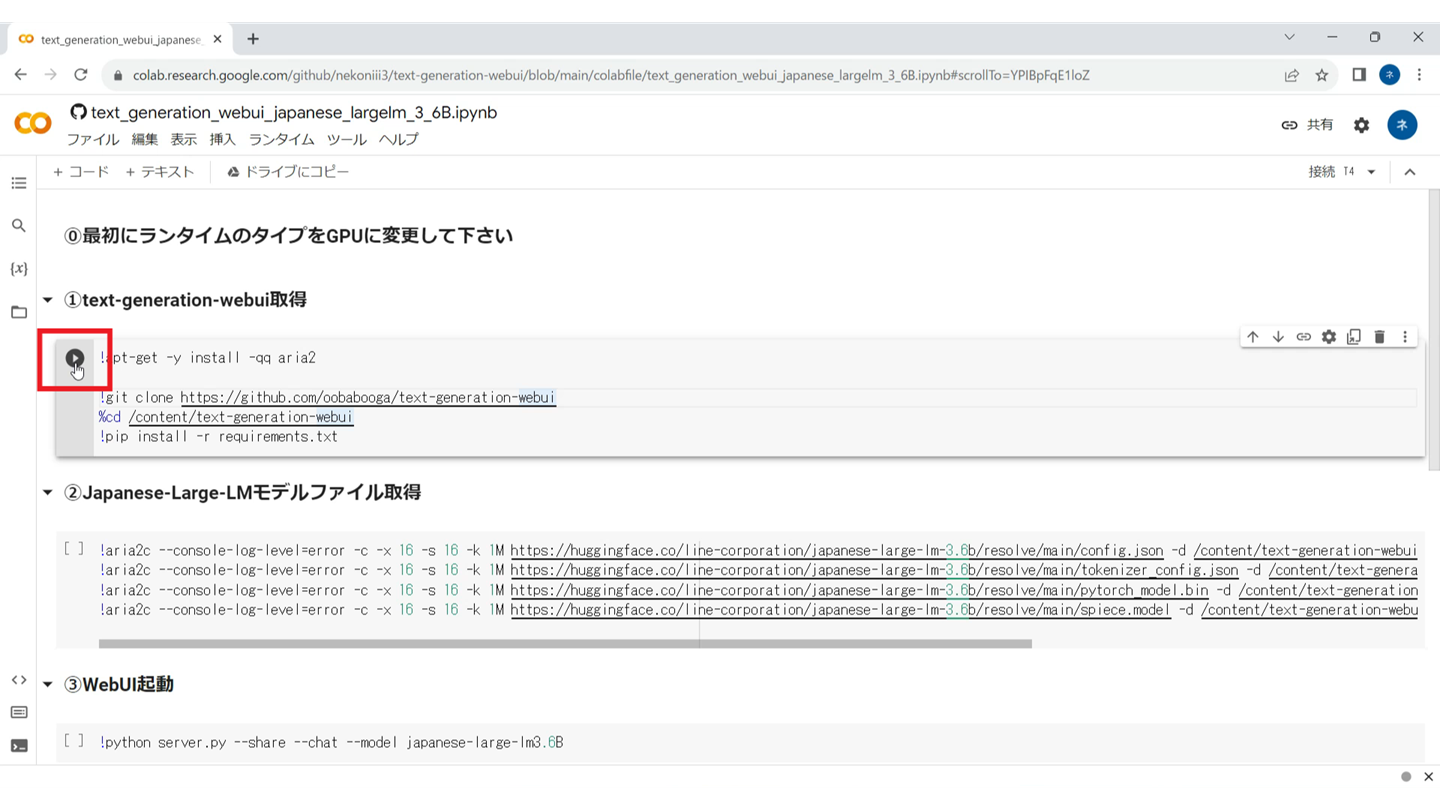 text_generation_webui_japanese_
colab.research.google.com/github/nekoniii3/text-generation-webui/blob/main/colabfile/text_generation_webui_japanese_largelm_3_6B.ipynb#scrollTo=YPIBpFqE1loZ
ネ
text_generation_webui_japanese_largelm_3_6B.ipynb
ファイル 編集 表示 挿入 ランタイム ツール ヘルプ
共有
ネ
+ コード + テキスト ドライブにコピー
接続 T4
⓪最初にランタイムのタイプをGPUに変更して下さい
{x}
①text-generation-webui取得
!apt-get -y install -qq aria2
!git clone https://github.com/oobabooga/text-generation-webui
%cd /content/text-generation-webui
!pip install -r requirements.txt
②Japanese-Large-LMモデルファイル取得
[ ] !aria2c --console-log-level=error -c -x 16 -s 16 -k 1M https://huggingface.co/line-corporation/japanese-large-lm-3.6b/resolve/main/config.json -d /content/text-generation-webui
!aria2c --console-log-level=error -c -x 16 -s 16 -k 1M https://huggingface.co/line-corporation/japanese-large-lm-3.6b/resolve/main/tokenizer_config.json -d /content/text-genera
!aria2c --console-log-level=error -c -x 16 -s 16 -k 1M https://huggingface.co/line-corporation/japanese-large-lm-3.6b/resolve/main/pytorch_model.bin -d /content/text-generation
!aria2c --console-log-level=error -c -x 16 -s 16 -k 1M https://huggingface.co/line-corporation/japanese-large-lm-3.6b/resolve/main/spiece.model -d /content/text-generation-webu
③WebUI起動
[ ] !python server.py --share --chat --model japanese-large-lm3.6B